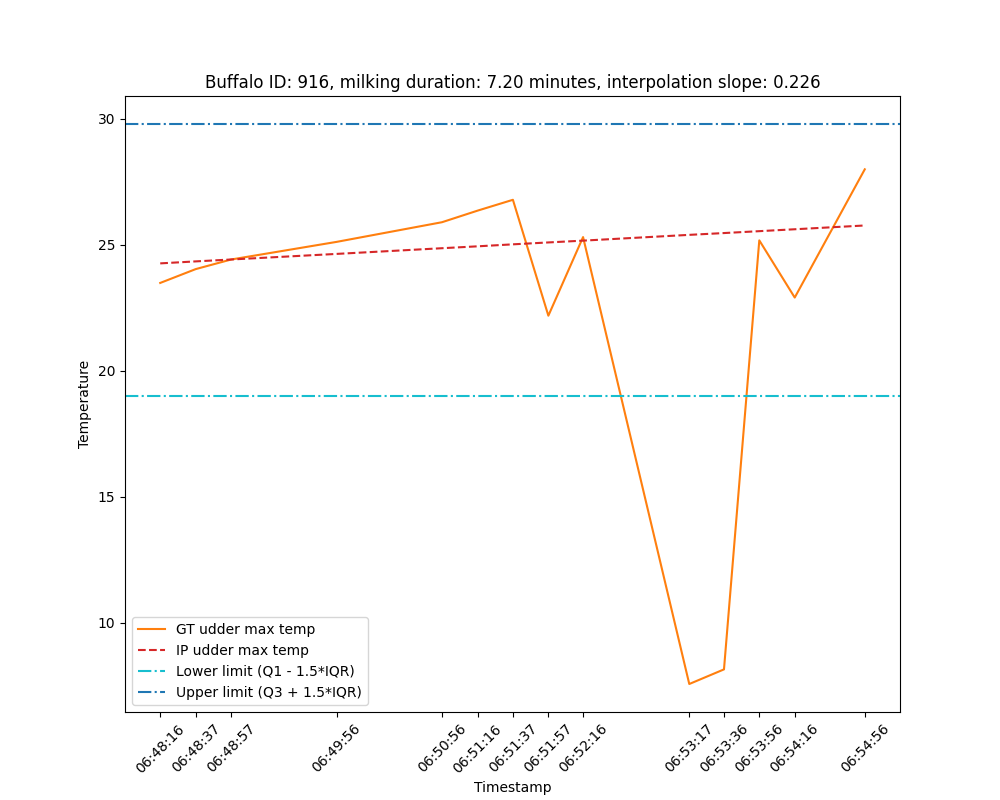 Buffalo ID: 916, milking duration: 7.20 minutes, interpolation slope: 0.226
30
25
20
15
10
Temperature
GT udder max temp
IP udder max temp
Lower limit (Q1 - 1.5*IQR)
Upper limit (Q3 + 1.5*IQR)
06:48:16
06:48:37
06:48:57
06:49:56
06:50:56
06:51:16
06:51:37
06:51:57
06:52:16
06:53:17
06:53:36
06:53:56
06:54:16
06:54:56
Timestamp